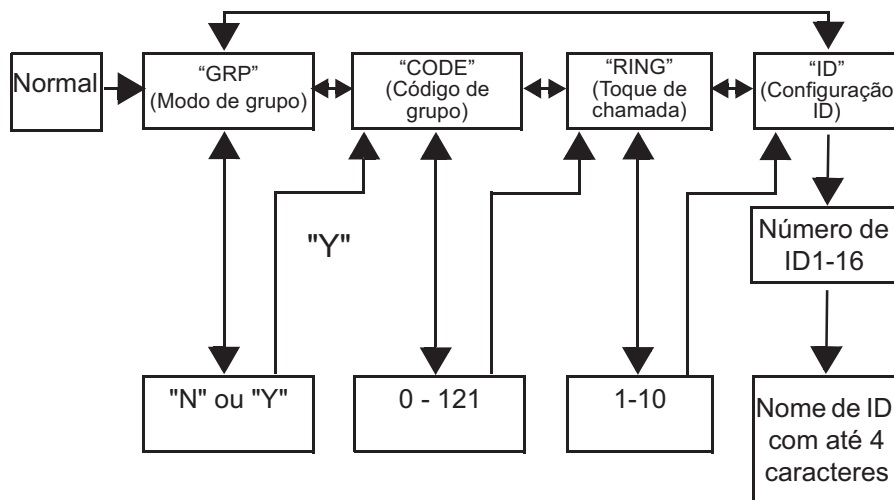 Normal
“GRP”
(Modo de grupo)
“CODE”
(Código de
grupo)
“RING”
(Toque de
chamada)
“ID”
(Configuração
ID)
"Y"
Número de
ID1-16
"N" ou "Y"
0 - 121
1-10
Nome de ID
com até 4
caracteres